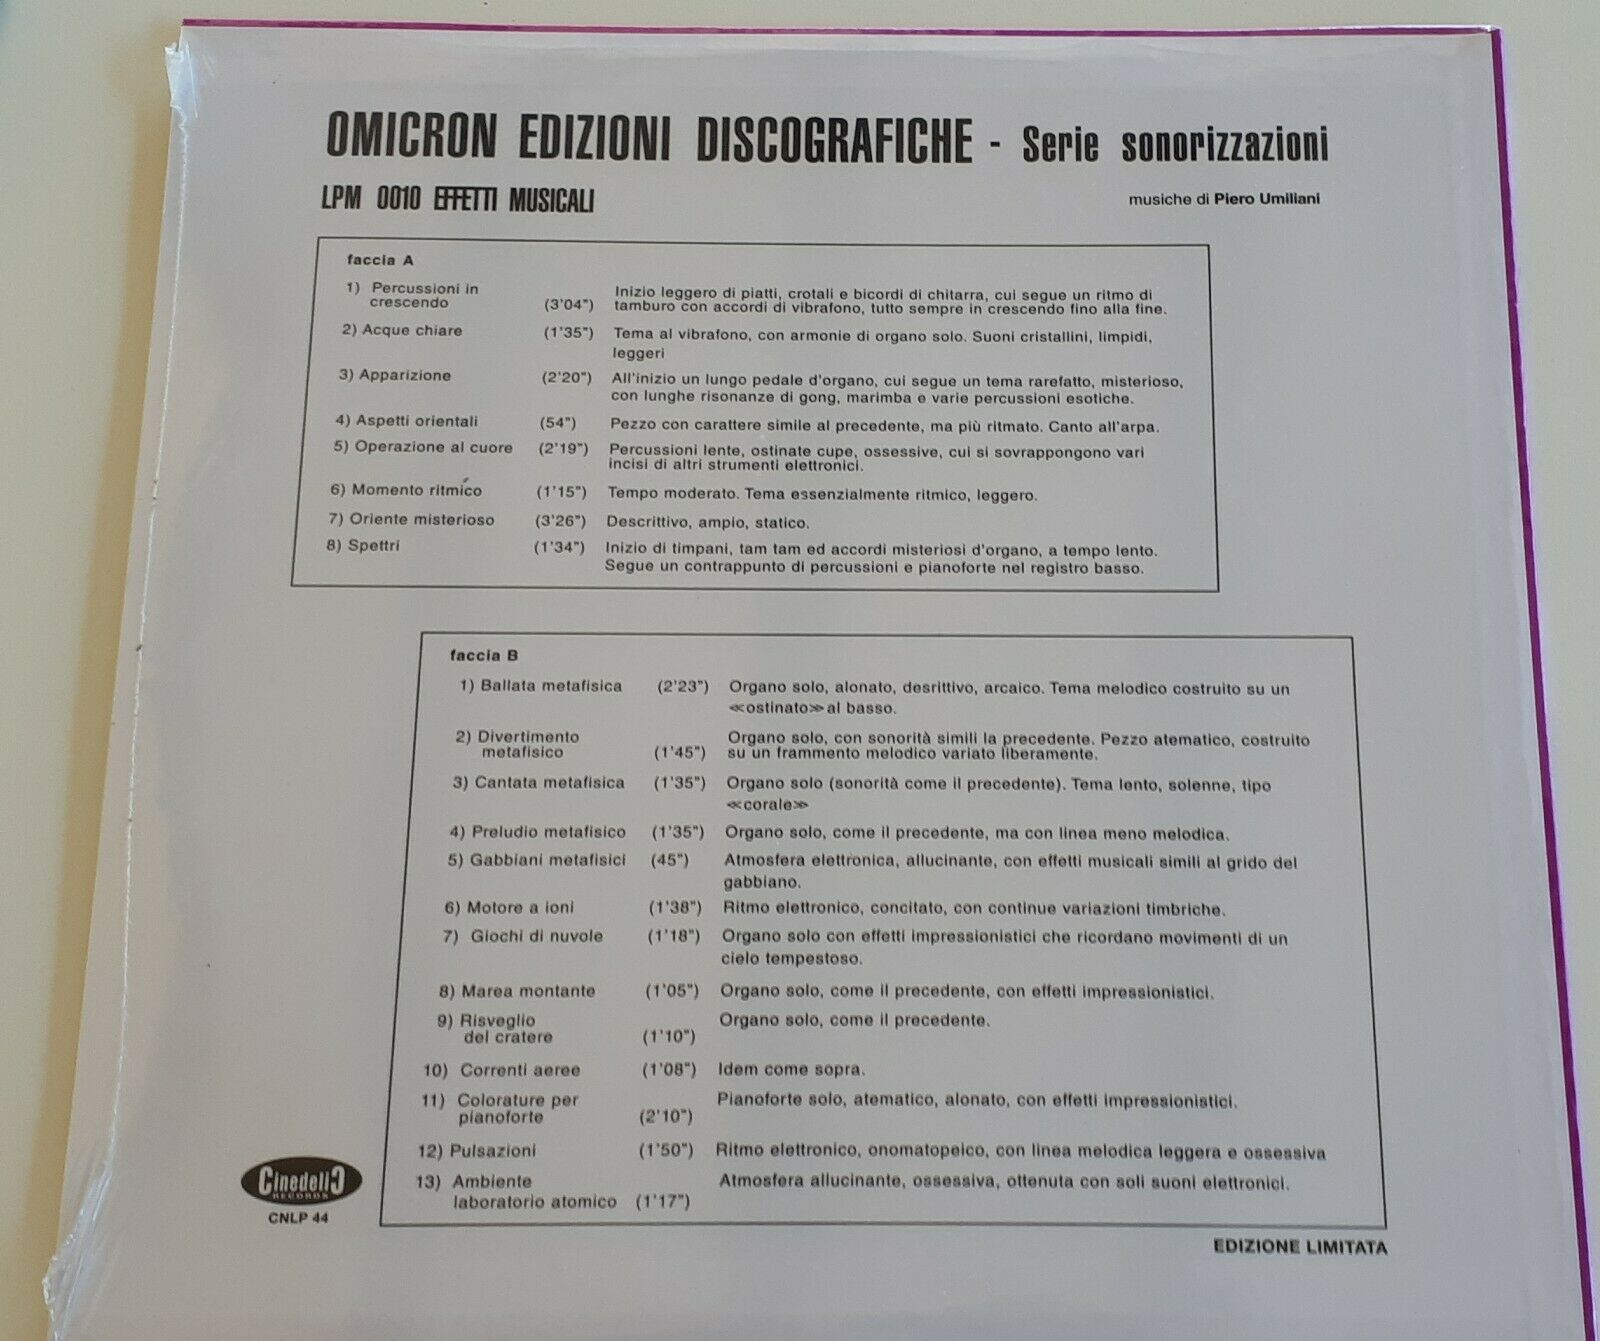 OMICRON EDIZIONI DISCOGRAFICHE - Serie sonorizzazioni
LPM 0010 EFFETTI MUSICALI
musiche di Piero Umiliani
faccia A
1) Percussioni in crescendo (3'04") Inizio leggero di piatti, crotali e bicordi di chitarra, cui segue un ritmo di
tamburo con accordi di vibrafono, tutto sempre in crescendo fino alla fine.
2) Acque chiare (1'35") Tema al vibrafono, con armonie di organo solo. Suoni cristallini, limpidi,
leggeri
3) Apparizione (2'20") All'inizio un lungo pedale d'organo, cui segue un tema rarefatto, misterioso,
con lunghe risonanze di gong, marimba e varie percussioni esotiche.
4) Aspetti orientali (54") Pezzo con carattere simile al precedente, ma più ritmato. Canto all'arpa.
5) Operazione al cuore (2'19") Percussioni lente, ostinate cupe, ossessive, cui si sovrappongono vari
incisi di altri strumenti elettronici.
6) Momento ritmico (1'15") Tempo moderato. Tema essenzialmente ritmico, leggero.
7) Oriente misterioso (3'26") Descrittivo, ampio, statico.
8) Spettri (1'34") Inizio di timpani, tam tam ed accordi misteriosi d'organo, a tempo lento.
Segue un contrappunto di percussioni e pianoforte nel registro basso.
faccia B
1) Ballata metafisica (2'23") Organo solo, alonato, desrittivo, arcaico. Tema melodico costruito su un
≪ostinato≫ al basso.
2) Divertimento metafisico (1'45") Organo solo, con sonorità simili la precedente. Pezzo atematico, costruito
su un frammento melodico variato liberamente.
3) Cantata metafisica (1'35") Organo solo (sonorità come il precedente). Tema lento, solenne, tipo
≪corale≫
4) Preludio metafisico (1'35") Organo solo, come il precedente, ma con linea meno melodica.
5) Gabbiani metafisici (45") Atmosfera elettronica, allucinante, con effetti musicali simili al grido del
gabbiano.
6) Motore a ioni (1'38") Ritmo elettronico, concitato, con continue variazioni timbriche.
7) Giochi di nuvole (1'18") Organo solo con effetti impressionistici che ricordano movimenti di un
cielo tempestoso.
8) Marea montante (1'05") Organo solo, come il precedente, con effetti impressionistici.
9) Risveglio del cratere (1'10") Organo solo, come il precedente.
10) Correnti aeree (1'08") Idem come sopra.
11) Colorature per pianoforte (2'10") Pianoforte solo, atematico, alonato, con effetti impressionistici.
12) Pulsazioni (1'50") Ritmo elettronico, onomatopeico, con linea melodica leggera e ossessiva
13) Ambiente laboratorio atomico (1'17") Atmosfera allucinante, ossessiva, ottenuta con soli suoni elettronici.
Cinedelic
RECORDS
CNLP 44
EDIZIONE LIMITATA